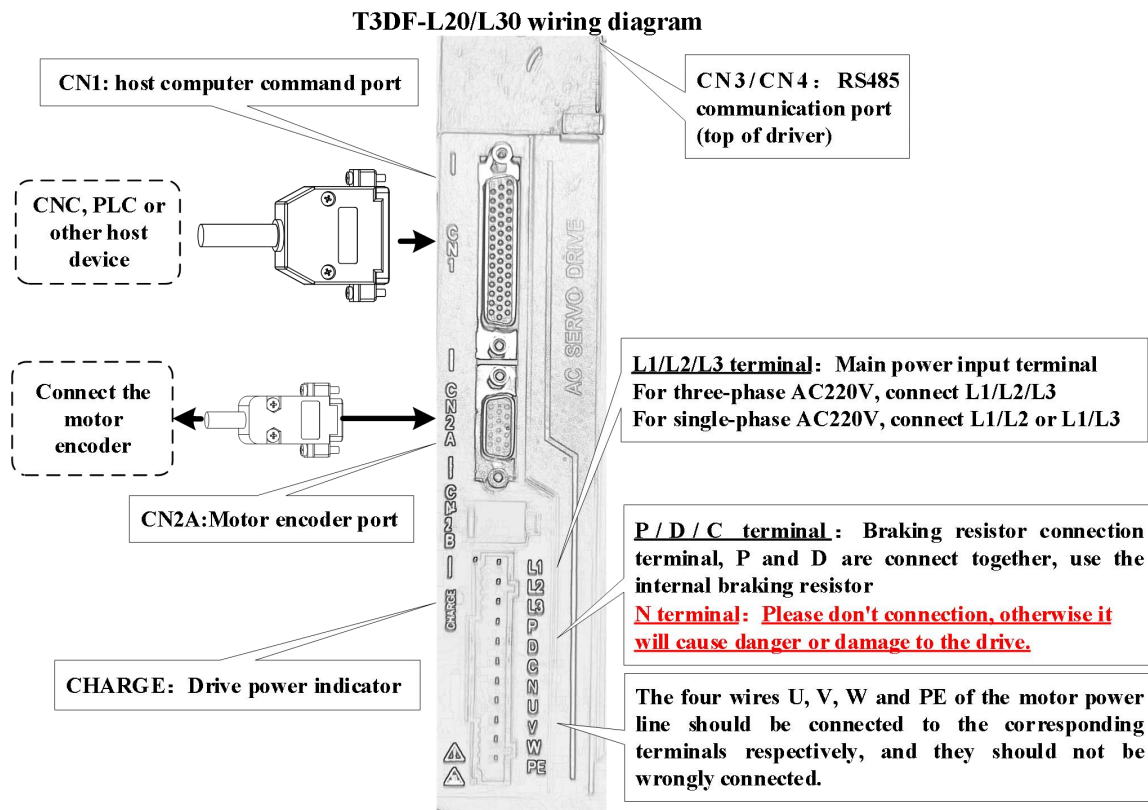 T3DF-L20/L30 wiring diagram
CN1: host computer command port
CN3/CN4: RS485
communication port
(top of driver)
CNC, PLC or
other host
device
CN1
AC SERVO DRIVE
L1/L2/L3 terminal: Main power input terminal
For three-phase AC220V, connect L1/L2/L3
For single-phase AC220V, connect L1/L2 or L1/L3
Connect the
motor
encoder
CN2A
CN2A:Motor encoder port
CN2B
P / D / C terminal : Braking resistor connection
terminal, P and D are connect together, use the
internal braking resistor
N terminal: Please don't connection, otherwise it
will cause danger or damage to the drive.
CHARGE
L1
L2
L3
P
D
C
N
U
V
W
PE
CHARGE: Drive power indicator
The four wires U, V, W and PE of the motor power
line should be connected to the corresponding
terminals respectively, and they should not be
wrongly connected.